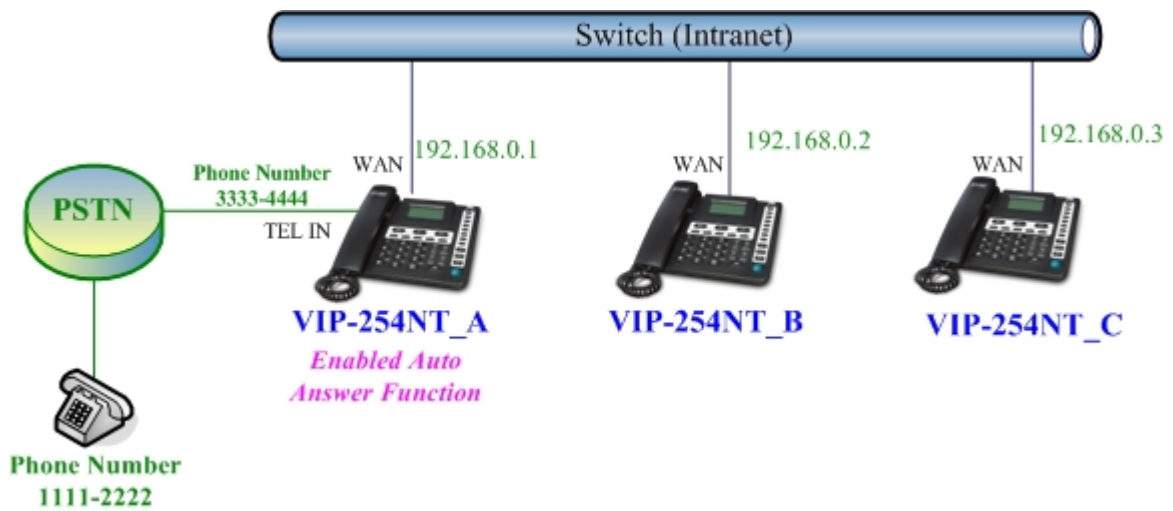 Switch (Intranet)
192.168.0.1
192.168.0.2
192.168.0.3
WAN
WAN
WAN
Phone Number
3333-4444
PSTN
TEL IN
VIP-254NT_A
VIP-254NT_B
VIP-254NT_C
Enabled Auto
Answer Function
Phone Number
1111-2222